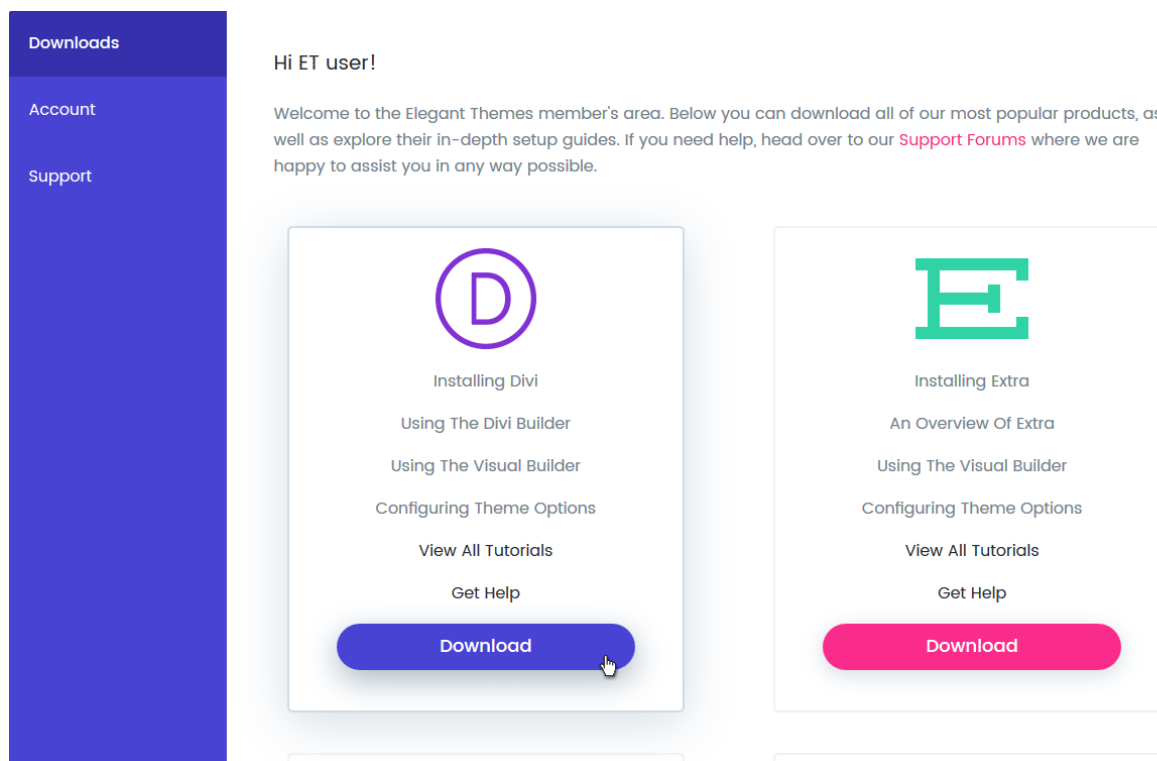 Downloads
Account
Support
Hi ET user!
Welcome to the Elegant Themes member's area. Below you can download all of our most popular products, as
well as explore their in-depth setup guides. If you need help, head over to our Support Forums where we are
happy to assist you in any way possible.
D
Installing Divi
Using The Divi Builder
Using The Visual Builder
Configuring Theme Options
View All Tutorials
Get Help
Download
E
Installing Extra
An Overview Of Extra
Using The Visual Builder
Configuring Theme Options
View All Tutorials
Get Help
Download